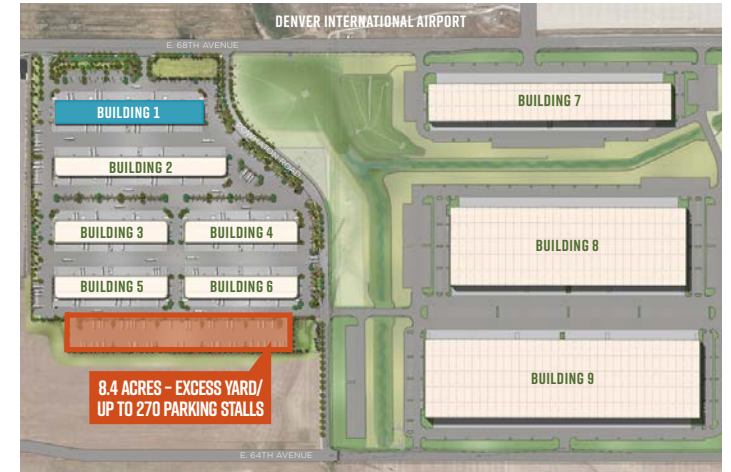 DENVER INTERNATIONAL AIRPORT
E. 68TH AVENUE
BUILDING 7
BUILDING 1
BUILDING 2
BUILDING 3
BUILDING 4
BUILDING 8
BUILDING 5
BUILDING 6
8.4 ACRES – EXCESS YARD/
UP TO 270 PARKING STALLS
BUILDING 9
E. 64TH AVENUE